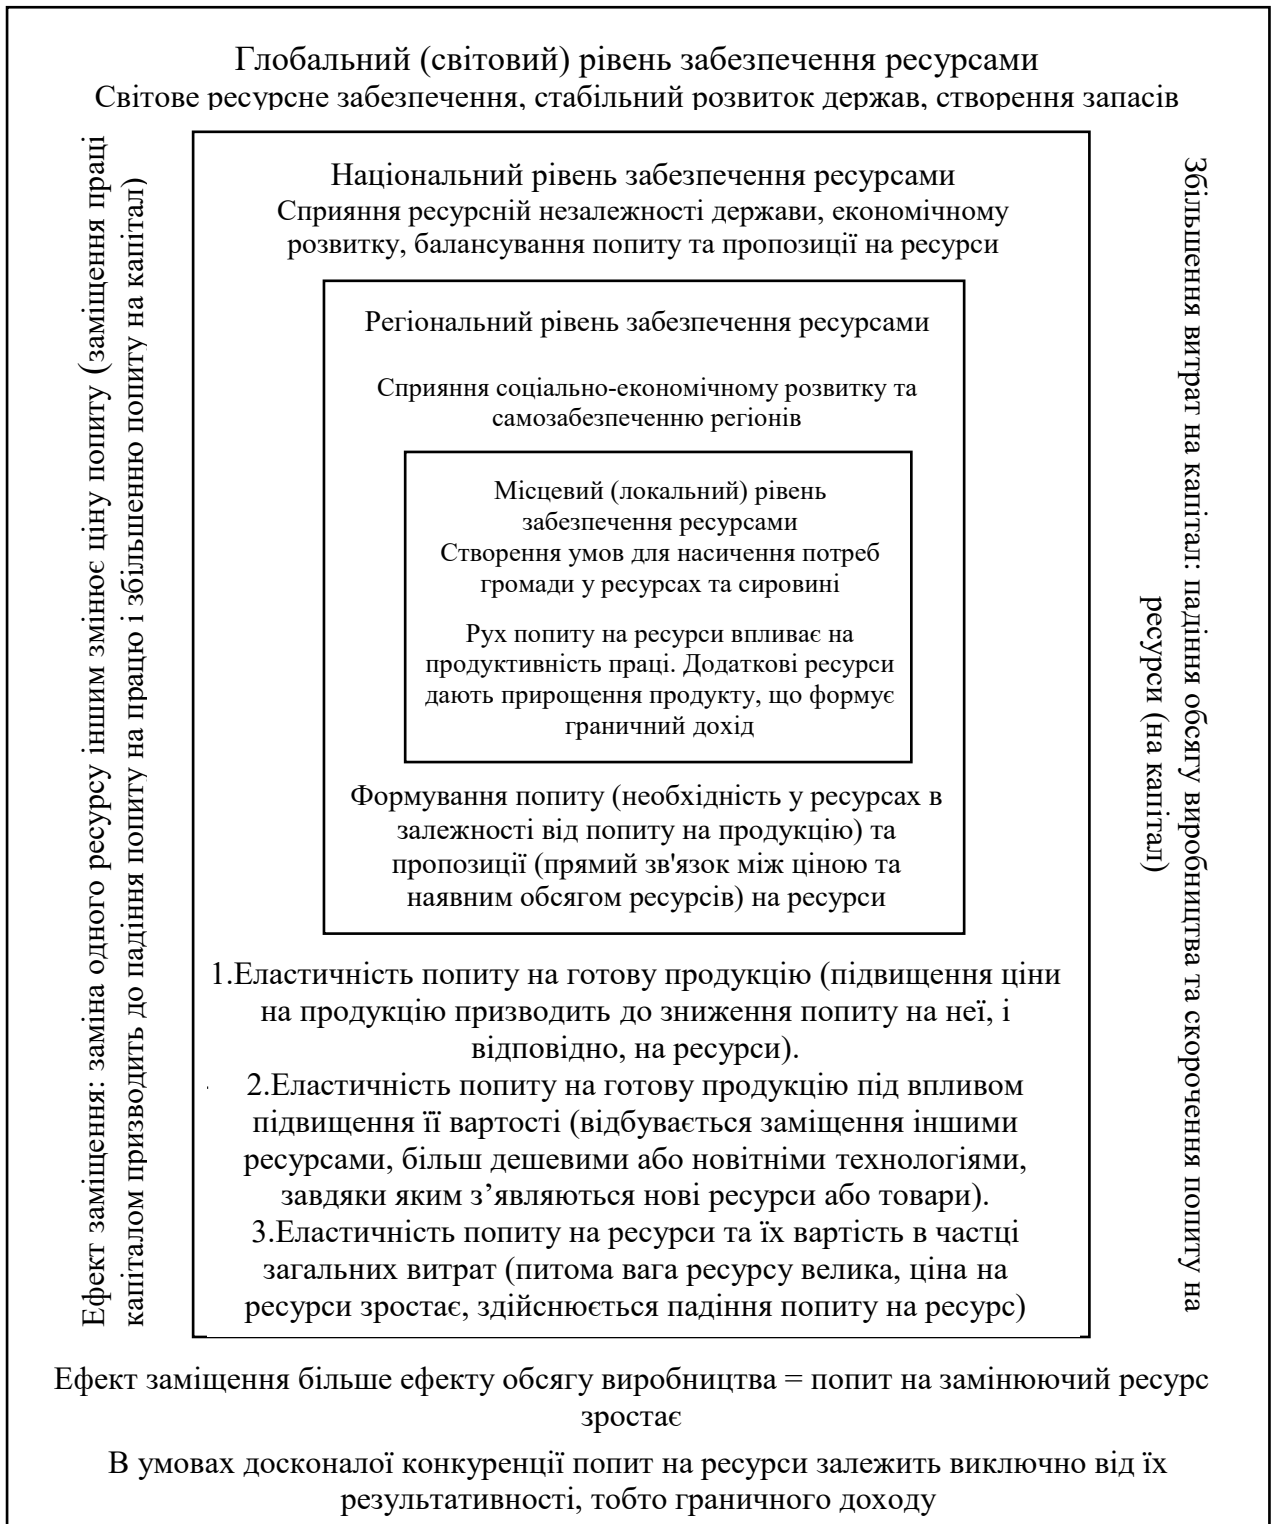 Глобальний (світовий) рівень забезпечення ресурсами
Світове ресурсне забезпечення, стабільний розвиток держав, створення запасів
Ефект заміщення: заміна одного ресурсу іншим змінює ціну попиту (заміщення праці
капіталом призводить до падіння попиту на працю і збільшенню попиту на капітал)
Національний рівень забезпечення ресурсами
Сприяння ресурсній незалежності держави, економічному
розвитку, балансування попиту та пропозиції на ресурси
Регіональний рівень забезпечення ресурсами
Сприяння соціально-економічному розвитку та
самозабезпеченню регіонів
Місцевий (локальний) рівень
забезпечення ресурсами
Створення умов для насичення потреб
громади у ресурсах та сировині
Рух попиту на ресурси впливає на
продуктивність праці. Додаткові ресурси
дають прирощення продукту, що формує
граничний дохід
Формування попиту (необхідність у ресурсах в
залежності від попиту на продукцію) та
пропозиції (прямий зв'язок між ціною та
наявним обсягом ресурсів) на ресурси
1.Еластичність попиту на готову продукцію (підвищення ціни
на продукцію призводить до зниження попиту на неї, і
відповідно, на ресурси).
2.Еластичність попиту на готову продукцію під впливом
підвищення її вартості (відбувається заміщення іншими
ресурсами, більш дешевими або новітніми технологіями,
завдяки яким з’являються нові ресурси або товари).
3.Еластичність попиту на ресурси та їх вартість в частці
загальних витрат (питома вага ресурсу велика, ціна на
ресурси зростає, здійснюється падіння попиту на ресурс)
Збільшення витрат на капітал: падіння обсягу виробництва та скорочення попиту на
ресурси (на капітал)
Ефект заміщення більше ефекту обсягу виробництва = попит на замінюючий ресурс
зростає
В умовах досконалої конкуренції попит на ресурси залежить виключно від їх
результативності, тобто граничного доходу